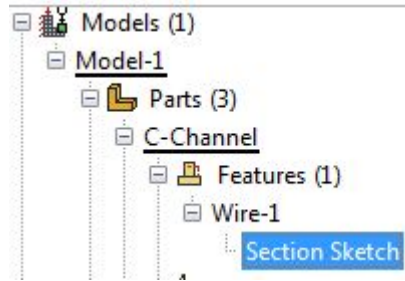 Models (1)
Model-1
Parts (3)
C-Channel
Features (1)
Wire-1
Section Sketch